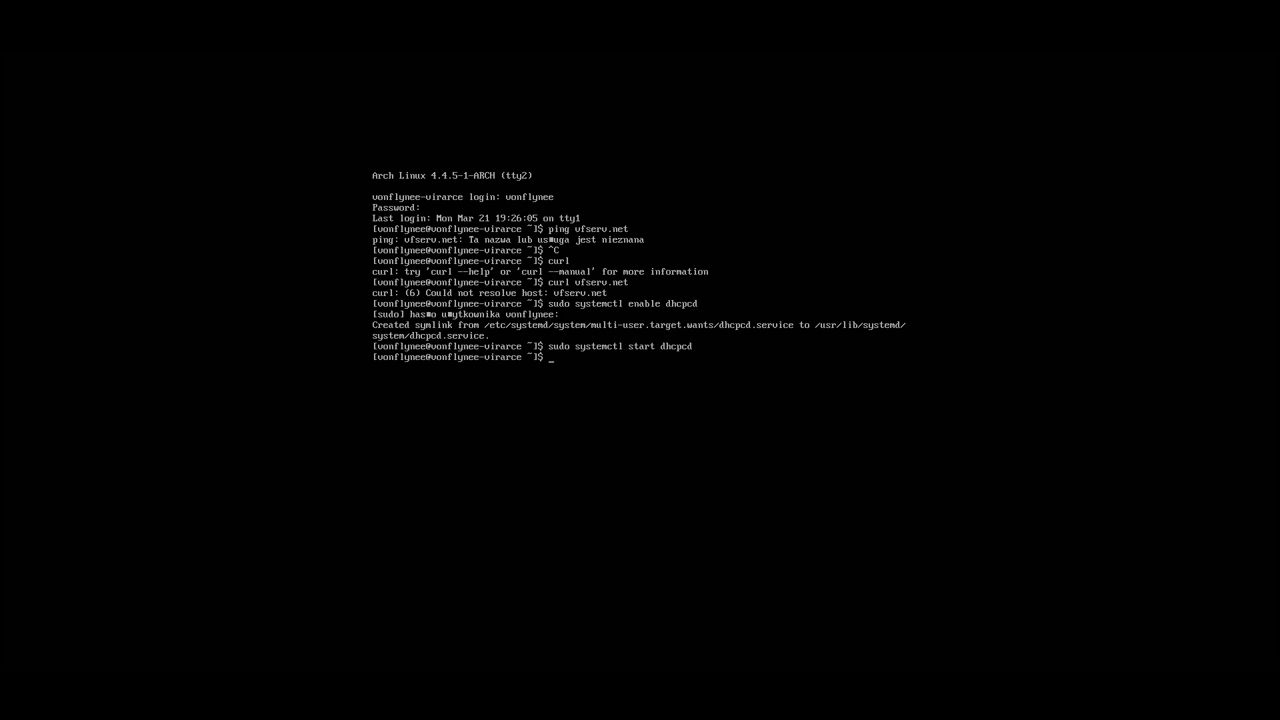 Arch Linux 4.4.5-1-ARCH (tty2)
vonflynee-virarce login: vonflynee
Password:
Last login: Mon Mar 21 19:26:05 on tty1
[vonflynee@vonflynee-virarce ~]$ ping vfserv.net
ping: vfserv.net: Ta nazwa lub us■uga jest nieznana
[vonflynee@vonflynee-virarce ~]$ ^C
[vonflynee@vonflynee-virarce ~]$ curl
curl: try 'curl --help' or 'curl --manual' for more information
[vonflynee@vonflynee-virarce ~]$ curl vfserv.net
curl: (6) Could not resolve host: vfserv.net
[vonflynee@vonflynee-virarce ~]$ sudo systemctl enable dhcpcd
[sudo] has■o u■ytkownika vonflynee:
Created symlink from /etc/systemd/system/multi-user.target.wants/dhcpcd.service to /usr/lib/systemd/
system/dhcpcd.service.
[vonflynee@vonflynee-virarce ~]$ sudo systemctl start dhcpcd
[vonflynee@vonflynee-virarce ~]$ _